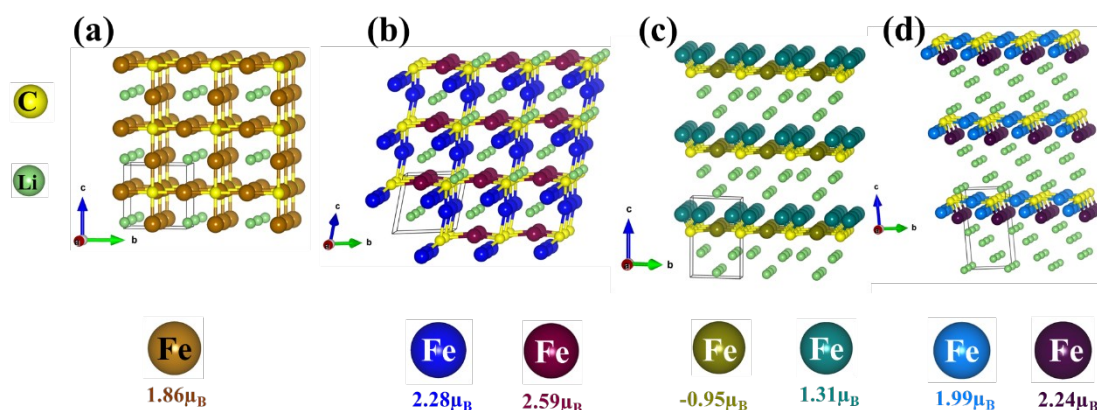 (a) (b) (c) (d)
C
Li
c b
c b
c b
c b
Fe Fe Fe Fe Fe Fe Fe
1.86μB 2.28μB 2.59μB -0.95μB 1.31μB 1.99μB 2.24μB